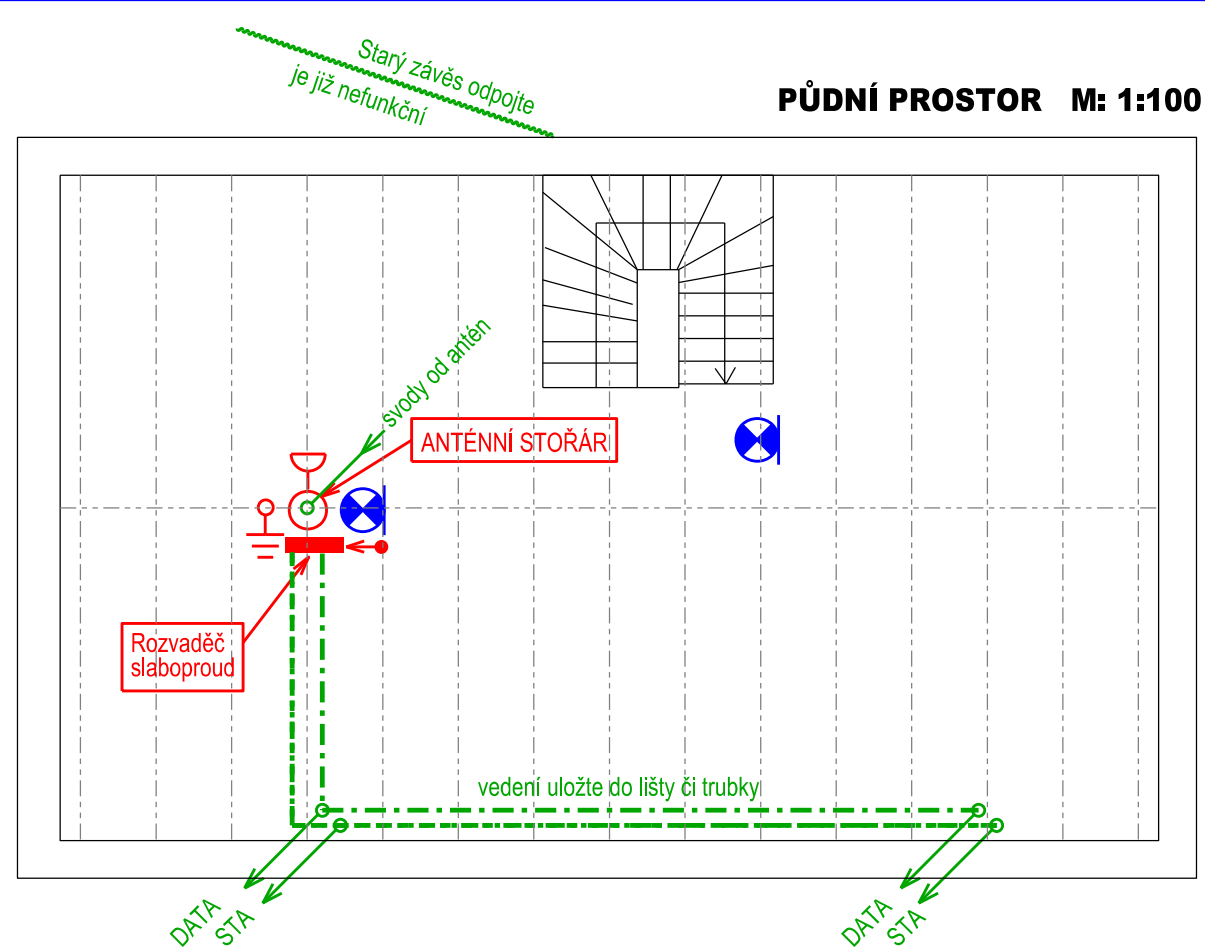 Starý závěs odpojte
je již nefunkční
PŮDNÍ PROSTOR M: 1:100
svody od antén
ANTÉNNÍ STOŘÁR
Rozvaděč
slaboproud
vedení uložte do lišty či trubky
DATA
STA
DATA
STA